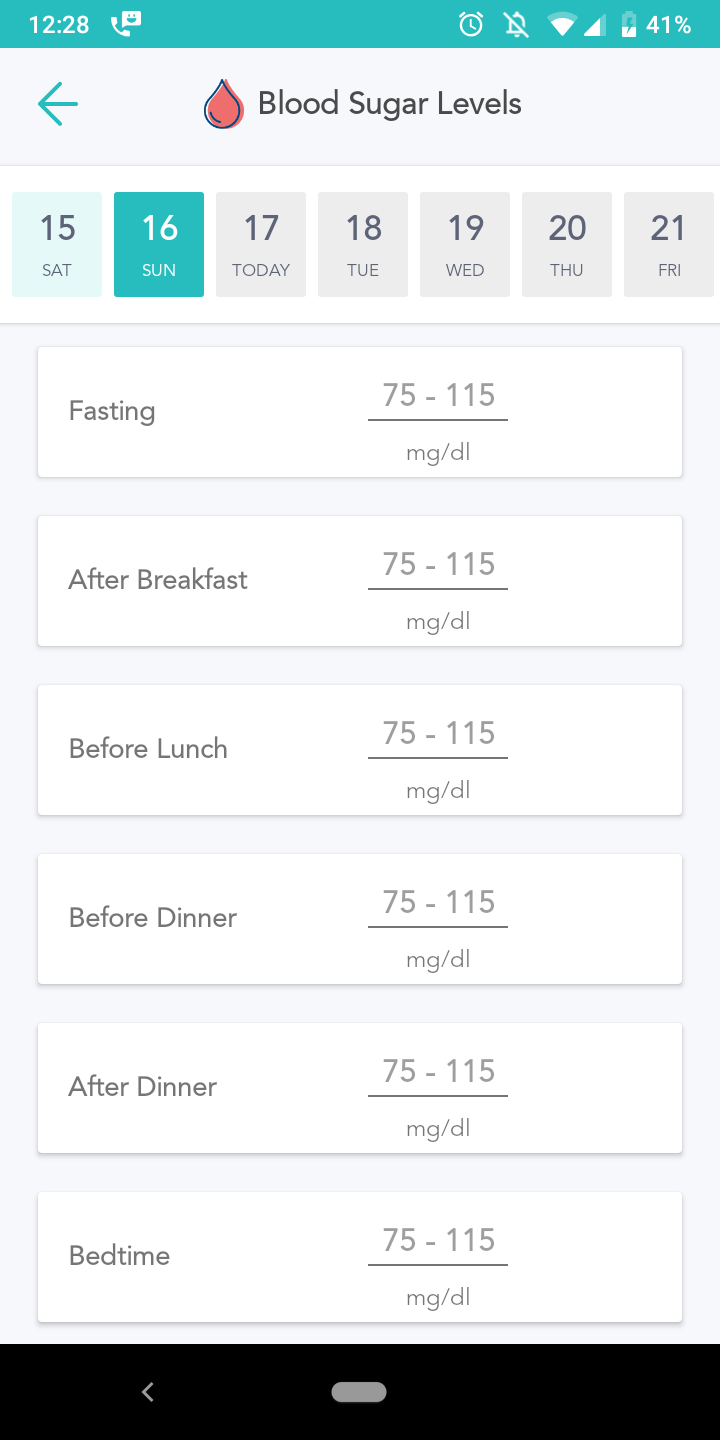 12:28
41%
Blood Sugar Levels
15 16 17 18 19 20 21
SAT SUN TODAY TUE WED THU FRI
75 - 115
Fasting
mg/dl
75 - 115
After Breakfast
mg/dl
75 - 115
Before Lunch
mg/dl
75 - 115
Before Dinner
mg/dl
75 - 115
After Dinner
mg/dl
75 - 115
Bedtime
mg/dl